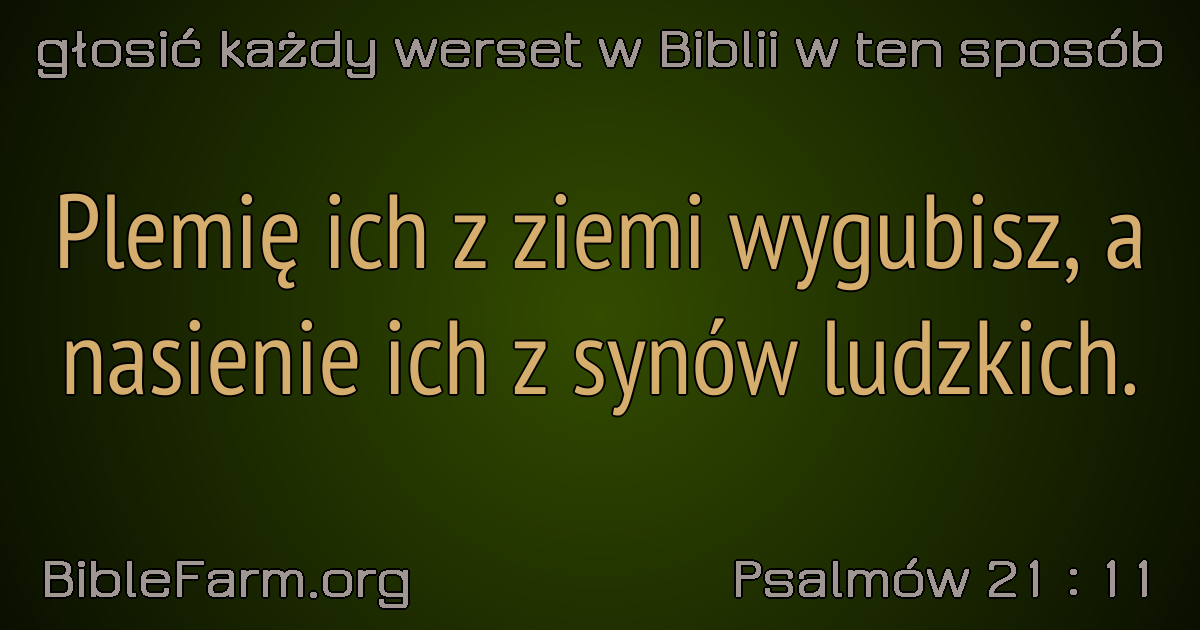 głosić każdy werset w Biblii w ten sposób
Plemię ich z ziemi wygubisz, a
nasienie ich z synów ludzkich.
BibleFarm.org
Psalmów 21 : 11